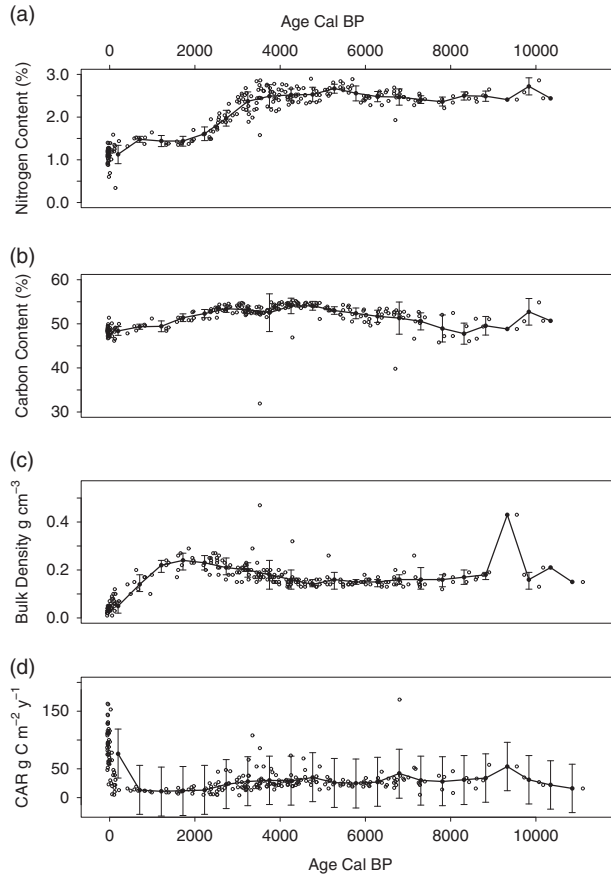 (a)
Age Cal BP
0 2000 4000 6000 8000 10000
3.0
2.0
1.0
0.0
Nitrogen Content (%)
(b)
60
50
40
30
Carbon Content (%)
(c)
0.4
0.2
0.0
Bulk Density g cm⁻³
(d)
150
50
0
CAR g C m⁻² y⁻¹
0 2000 4000 6000 8000 10000
Age Cal BP